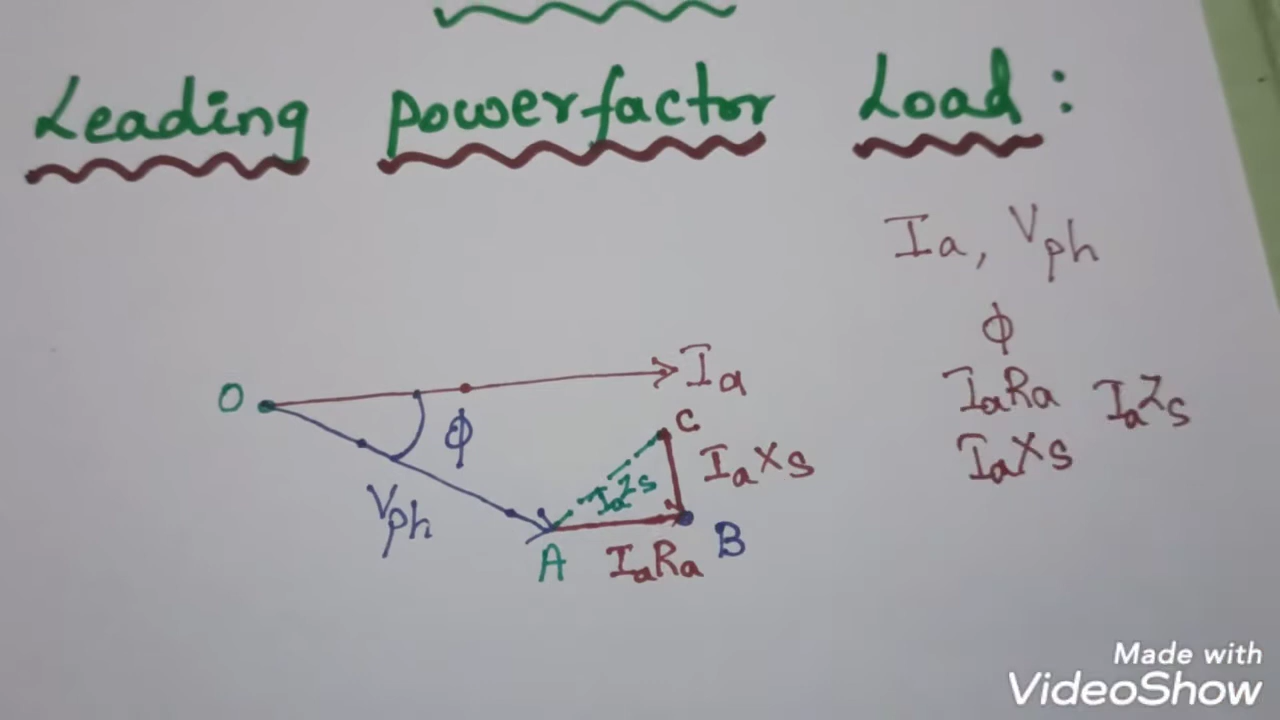 Leading powerfactor Load :
Ia, Vph
ϕ
IaRa IaZs
IaXs
O
Ia
ϕ
Vph
C
IaXs
IaZs
A
IaRa
B
Made with
VideoShow